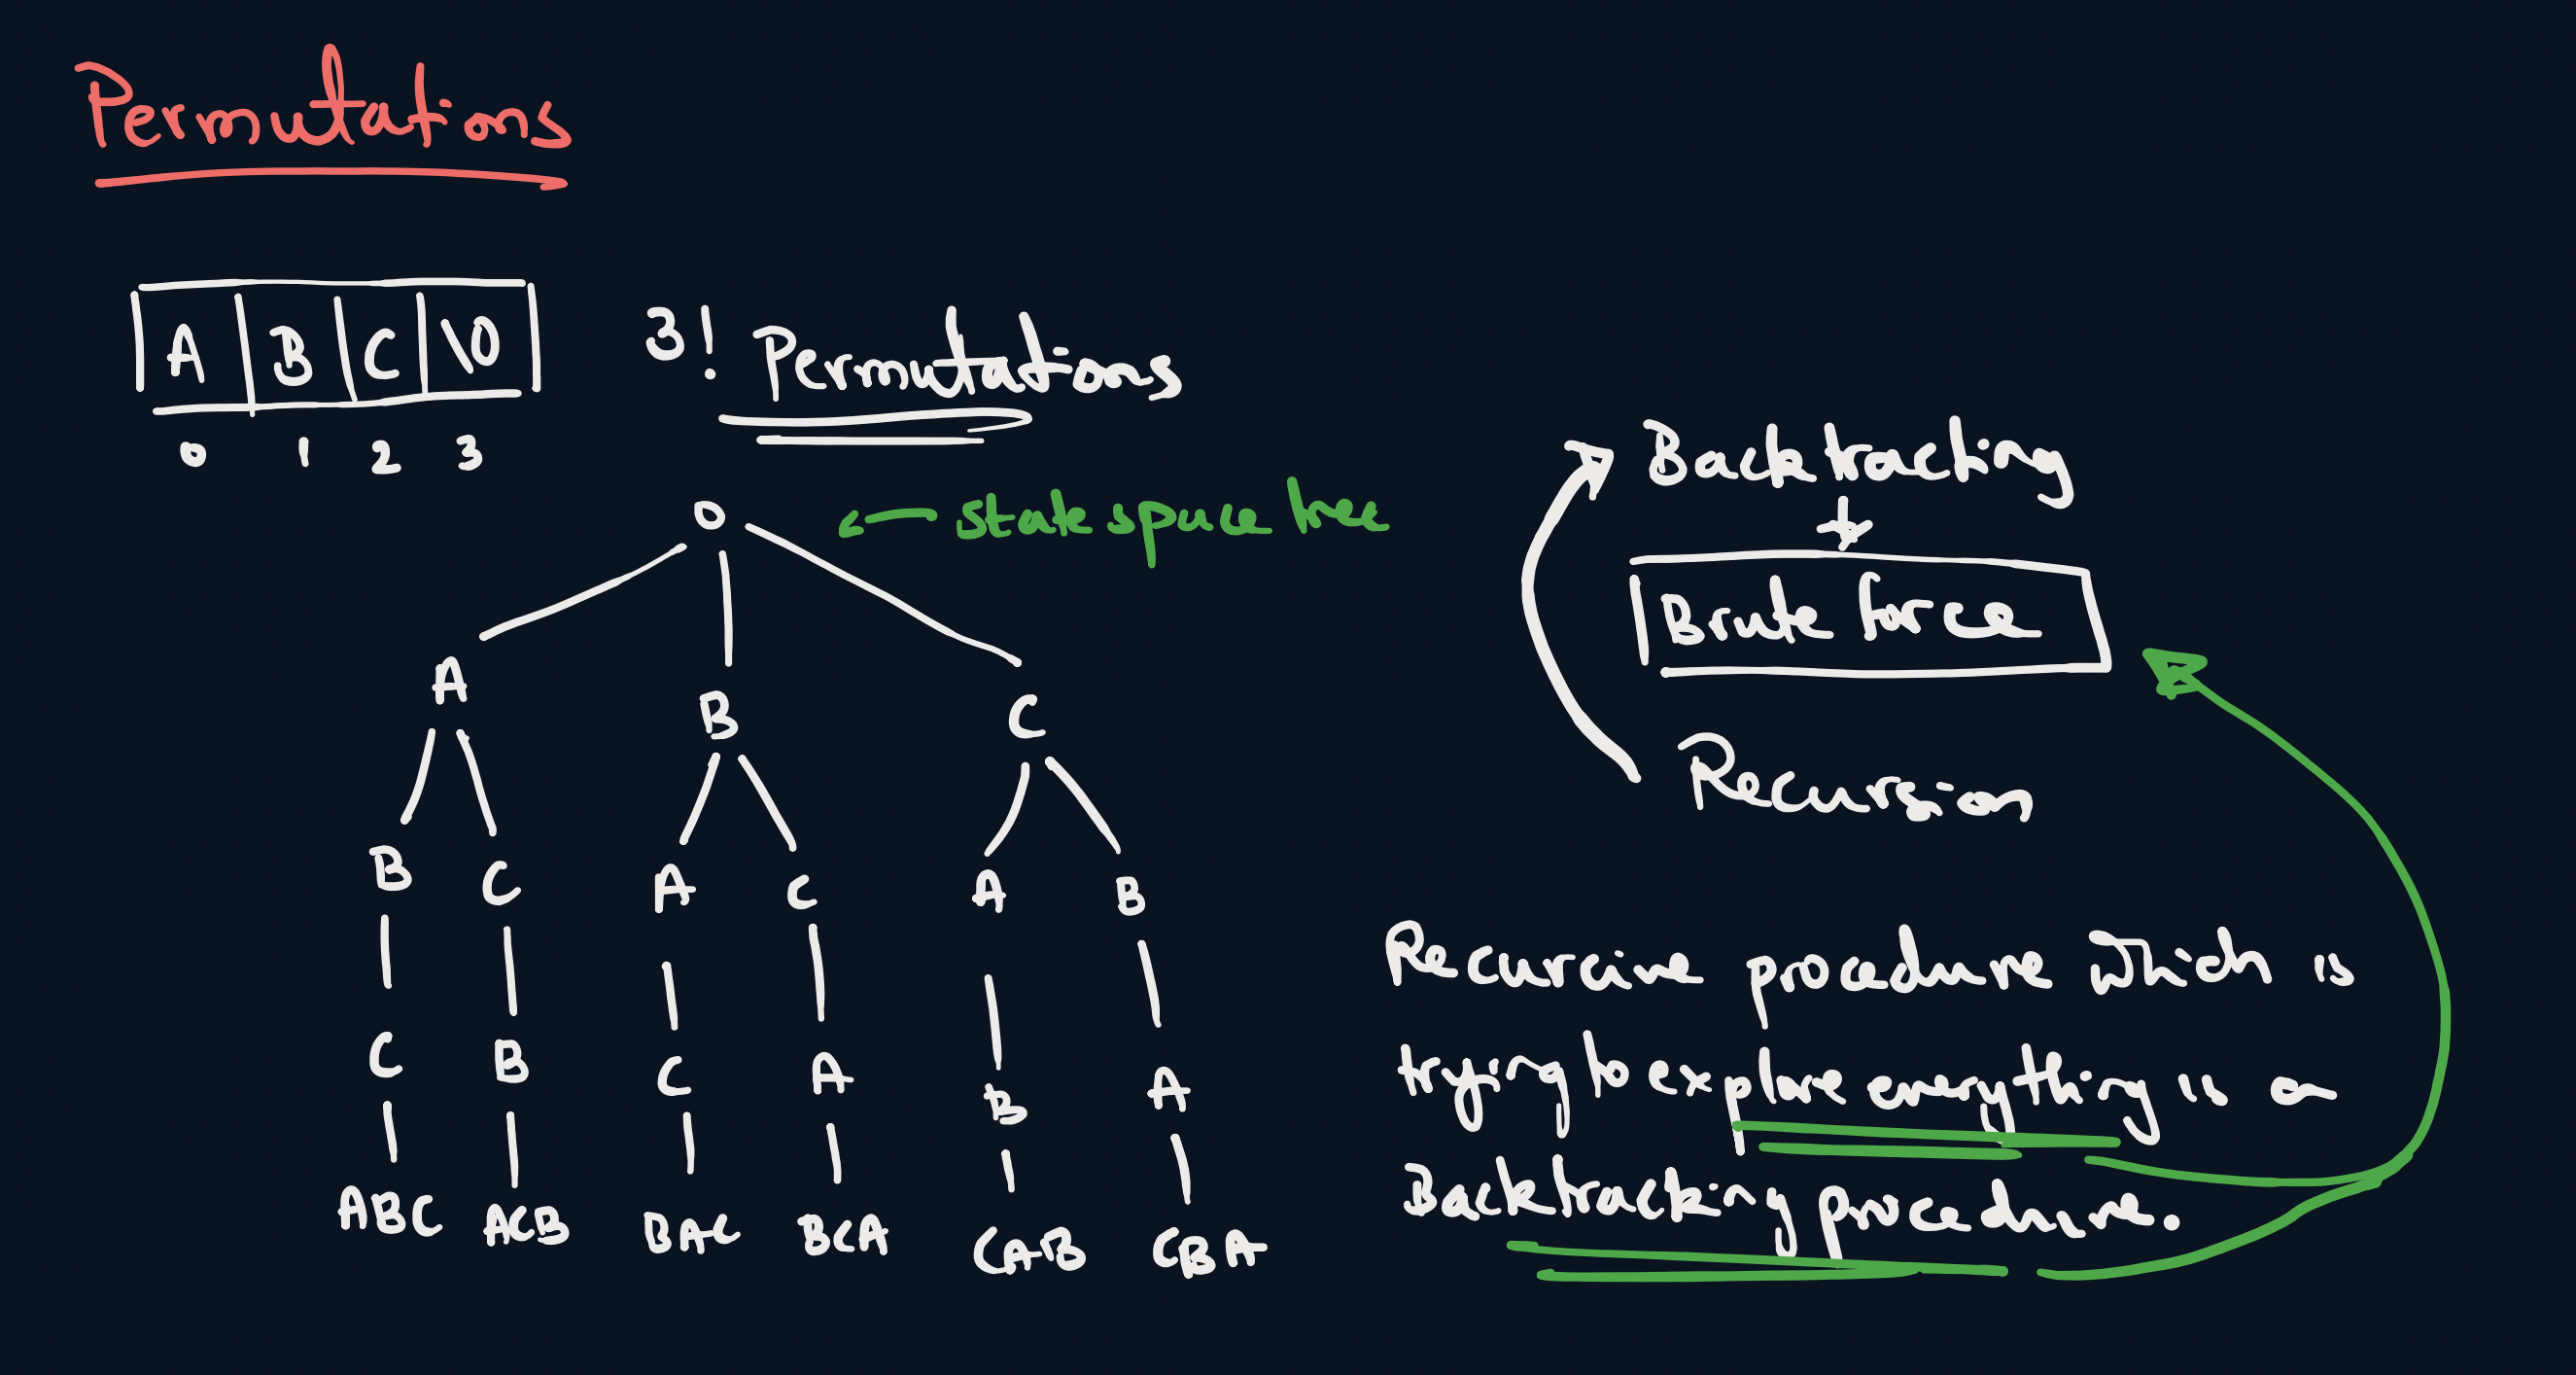 Permutations
A B C \0
3! Permutations
0 1 2 3
Backtracking
+
Brute force
Recursion
0
← state space tree
A B C
B C A C A B
C B C A B A
ABC ACB BAC BCA CAB CBA
Recursive procedure which is
trying to explore everything is a
Backtracking procedure.